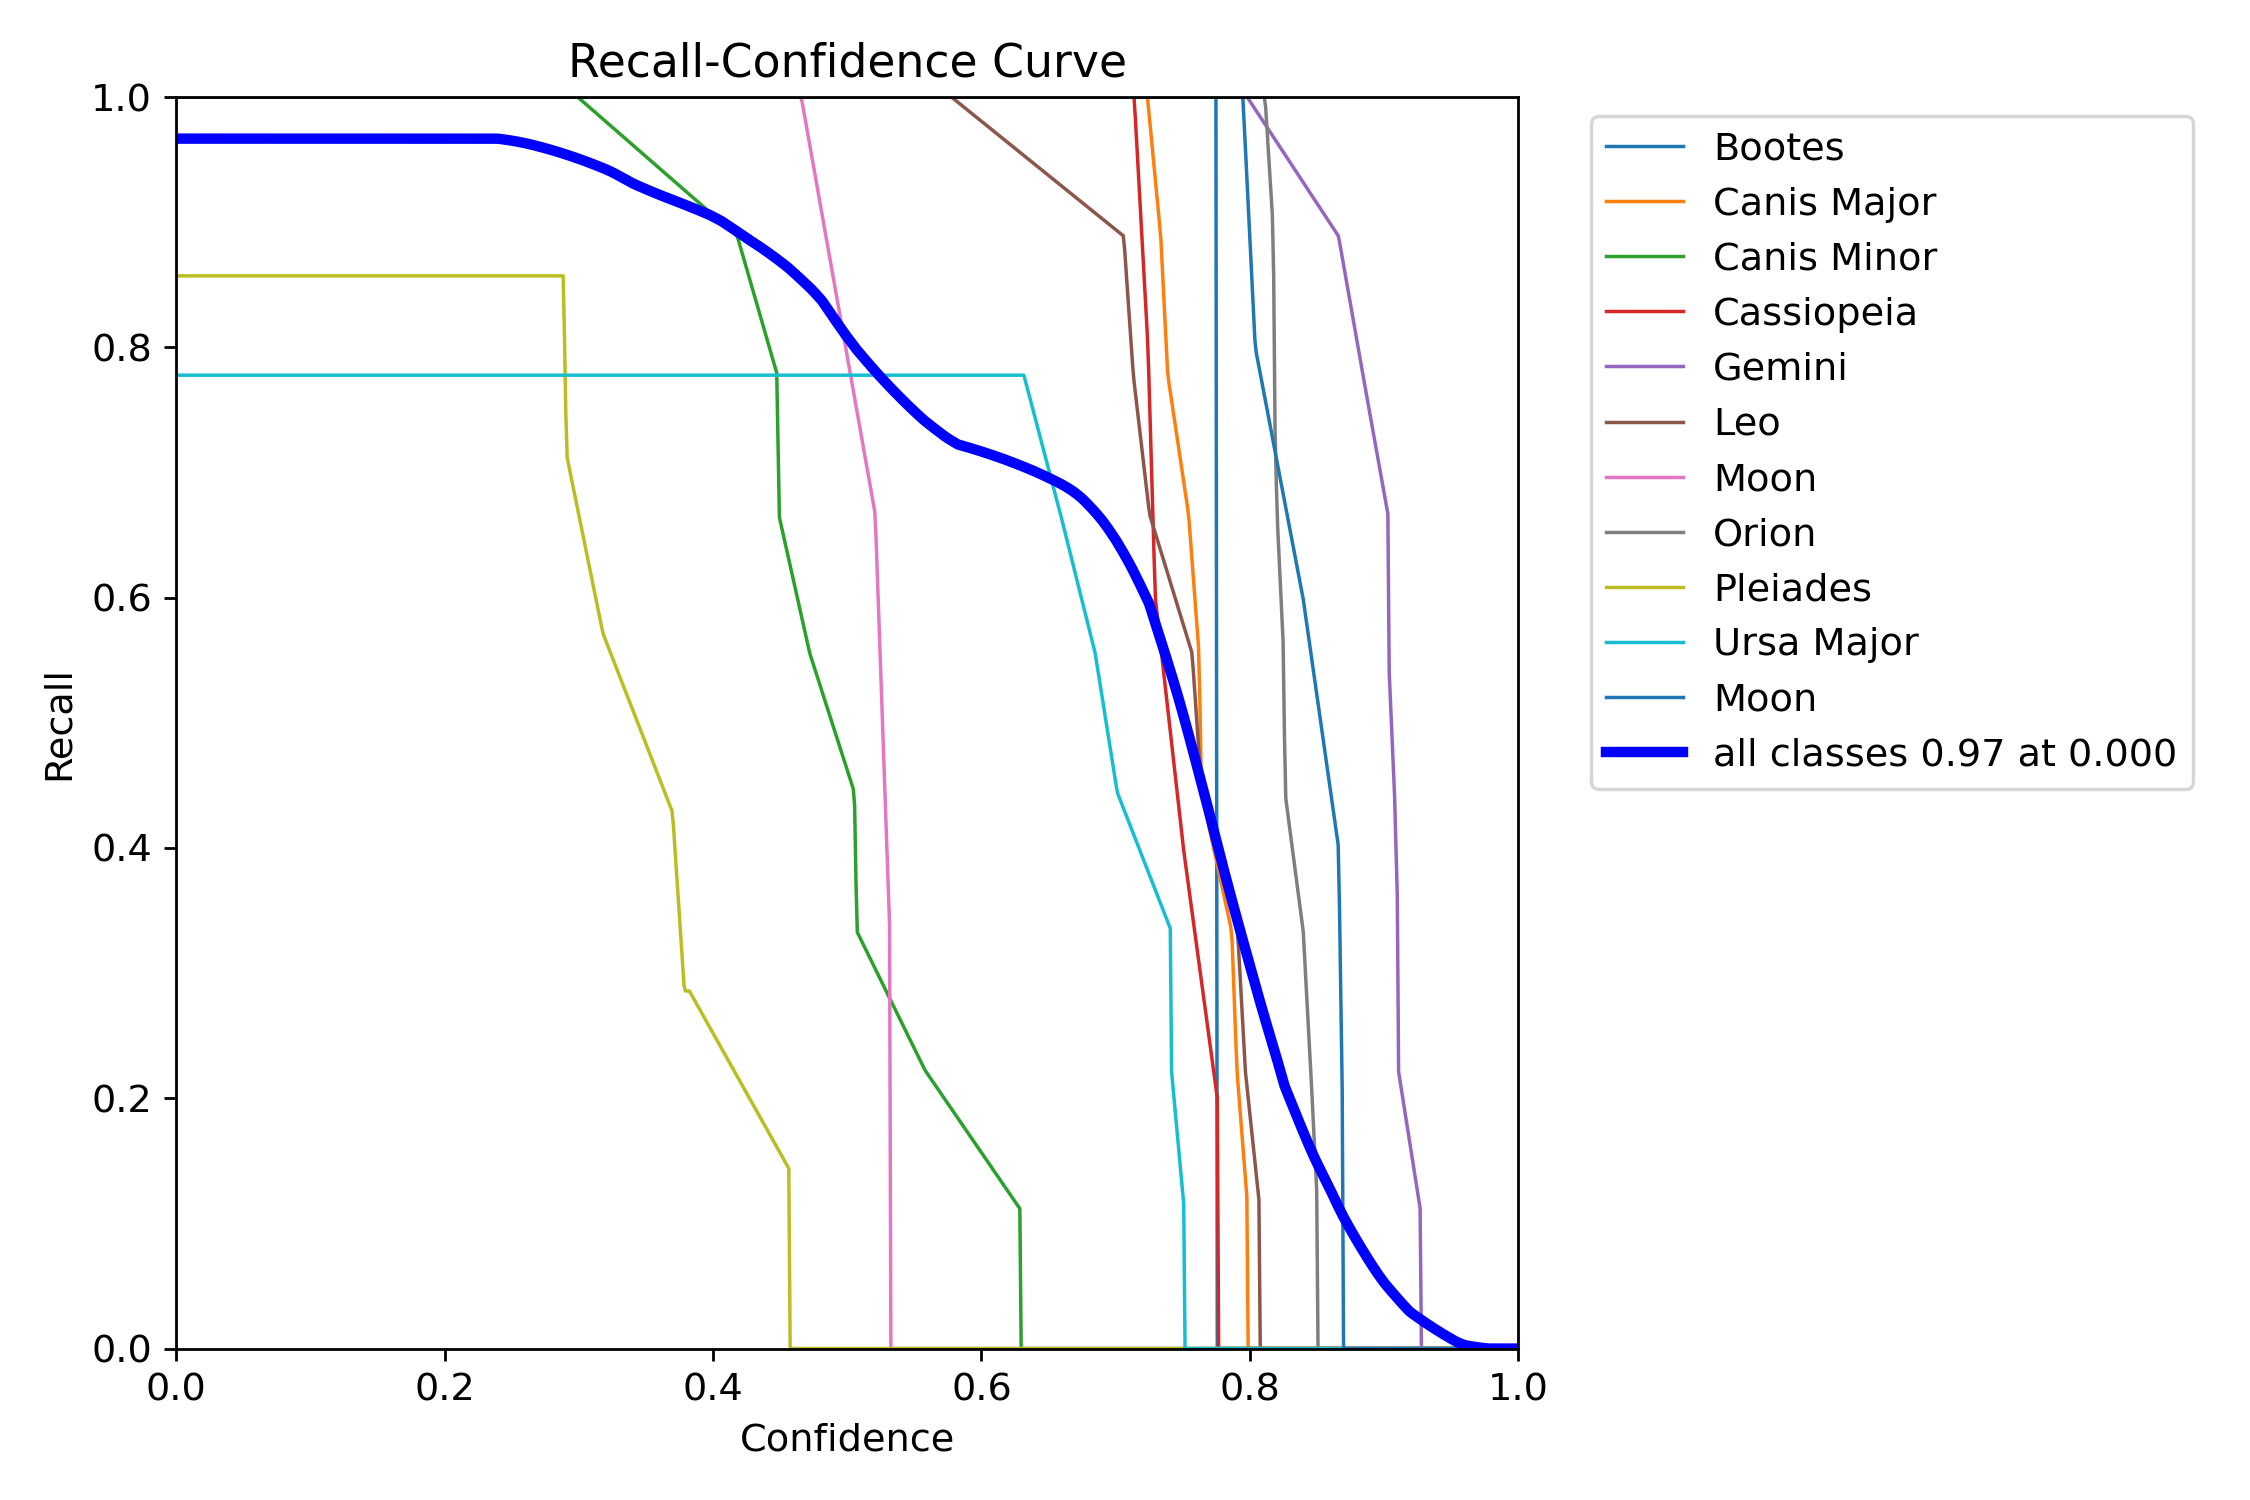 Recall-Confidence Curve
1.0
0.8
0.6
0.4
0.2
0.0
Recall
0.0 0.2 0.4 0.6 0.8 1.0
Confidence
Bootes
Canis Major
Canis Minor
Cassiopeia
Gemini
Leo
Moon
Orion
Pleiades
Ursa Major
Moon
all classes 0.97 at 0.000